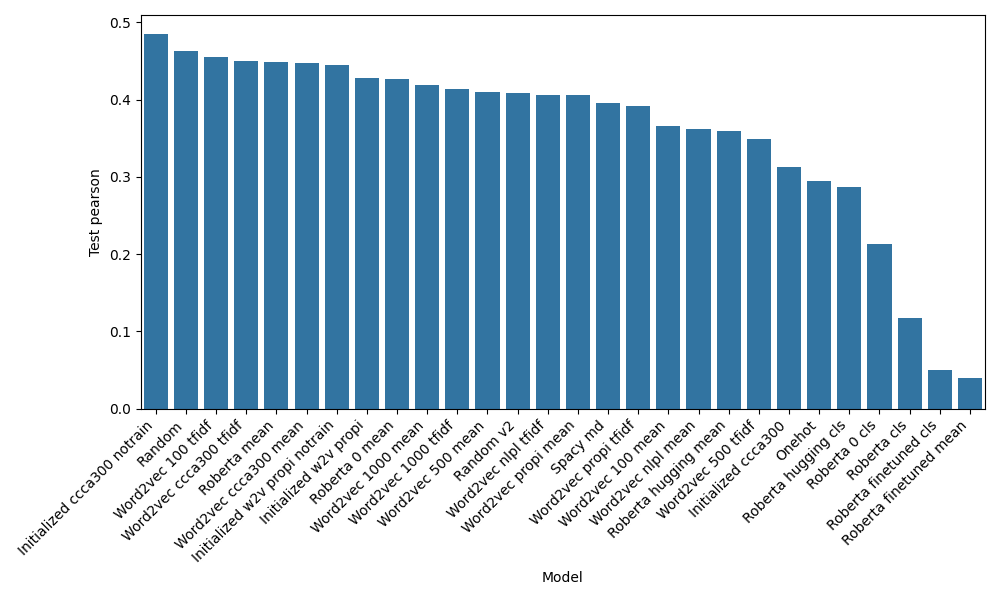 0.5
0.4
0.3
0.2
0.1
0.0
Test pearson
Initialized ccca300 notrain
Random
Word2vec 100 tfidf
Word2vec ccca300 tfidf
Roberta mean
Word2vec ccca300 mean
Initialized w2v propi notrain
Initialized w2v propi
Roberta 0 mean
Word2vec 1000 mean
Word2vec 1000 tfidf
Word2vec 500 mean
Random v2
Word2vec nlpl tfidf
Word2vec propi mean
Spacy md
Word2vec propi tfidf
Word2vec 100 mean
Word2vec nlpl mean
Roberta hugging mean
Word2vec 500 tfidf
Initialized ccca300
Onehot
Roberta hugging cls
Roberta 0 cls
Roberta cls
Roberta finetuned cls
Roberta finetuned mean
Model